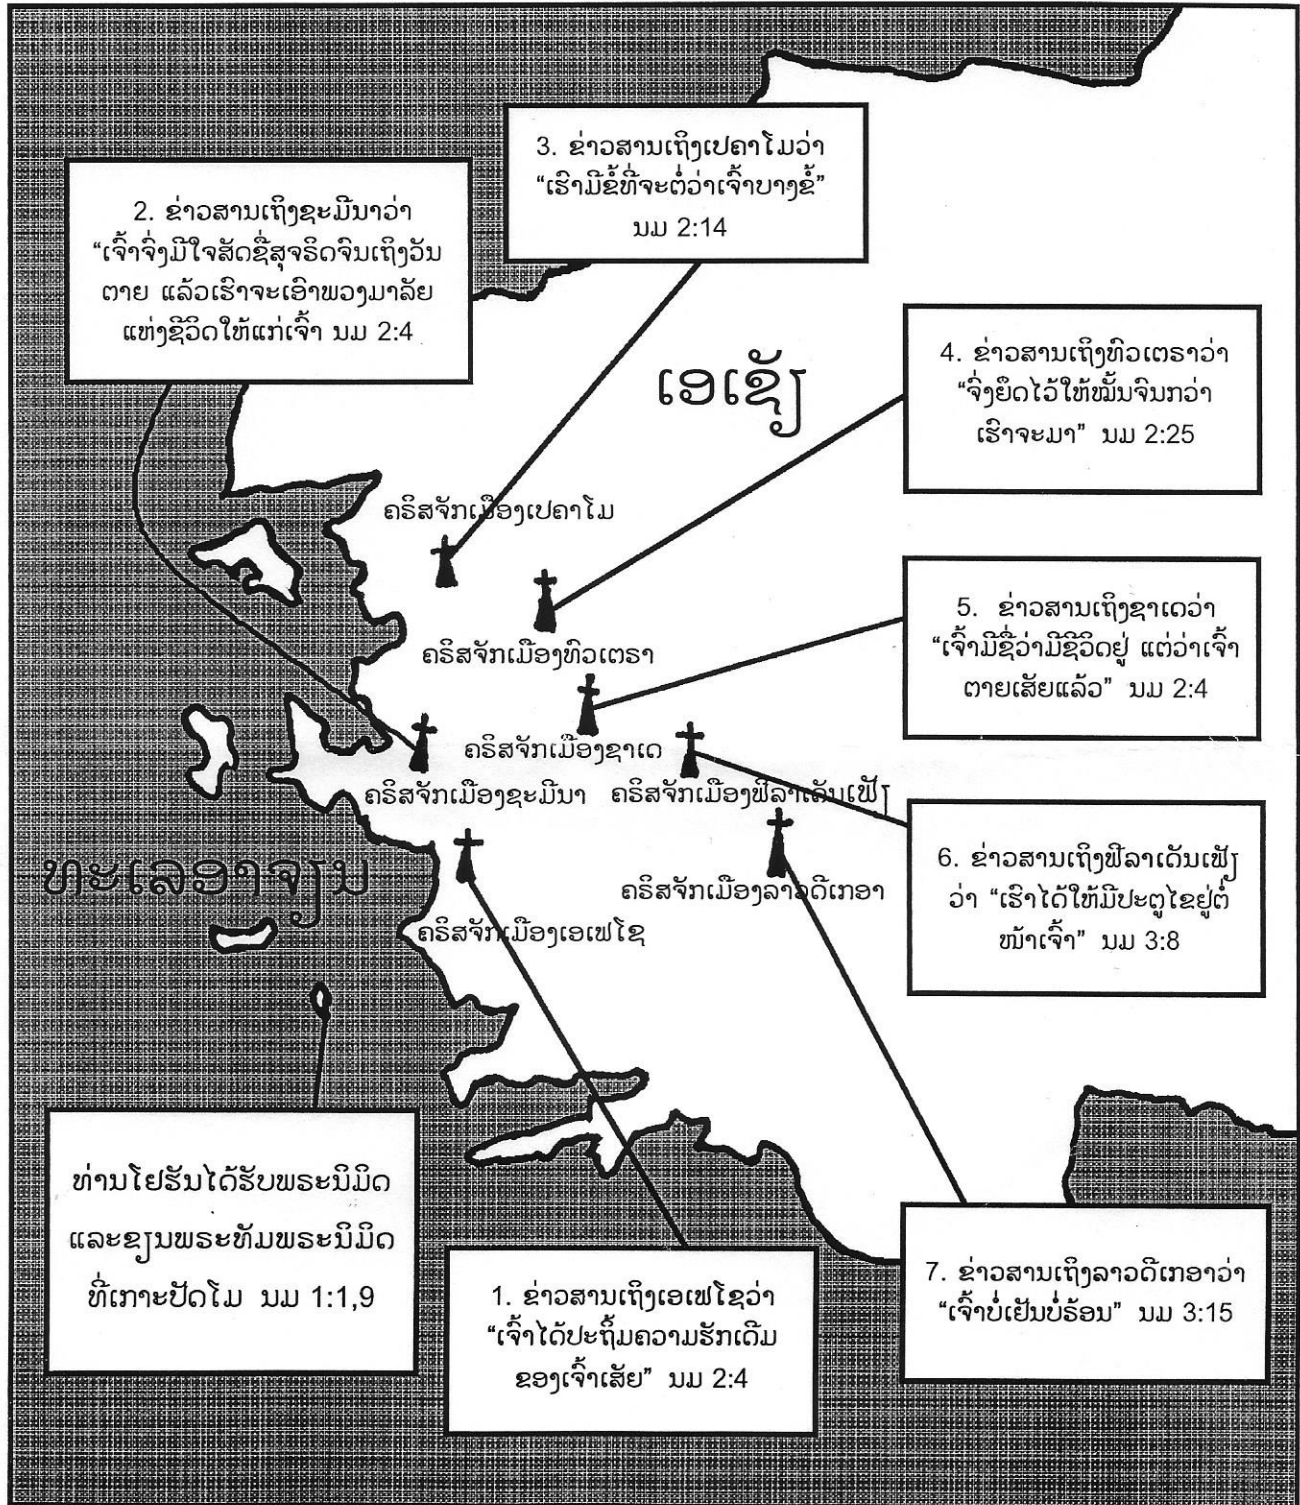 3. ຂ່າວສານເຖິງເປຄາໂມວ່າ
“ເຮົາມີຂໍ້ທີ່ຈະຕໍ່ວ່າເຈົ້າບາງຂໍ້”
ນມ 2:14
2. ຂ່າວສານເຖິງຊະມີນາວ່າ
“ເຈົ້າຈົ່ງມີໃຈສັດຊື່ສຸຈຣິດຈົນເຖິງວັນ
ຕາຍ ແລ້ວເຮົາຈະເອົາພວງມາລັຍ
ແຫ່ງຊີວິດໃຫ້ແກ່ເຈົ້າ ນມ 2:4
4. ຂ່າວສານເຖິງທົວເຕຣາວ່າ
“ຈົ່ງຍຶດໄວ້ໃຫ້ໝັ້ນຈົນກວ່າ
ເຮົາຈະມາ” ນມ 2:25
ເອເຊັຽ
ຄຣິສຈັກເມືອງເປຄາໂມ
5. ຂ່າວສານເຖິງຊາເດວ່າ
“ເຈົ້າມີຊື່ວ່າມີຊີວິດຢູ່ ແຕ່ວ່າເຈົ້າ
ຕາຍເສັຍແລ້ວ” ນມ 2:4
ຄຣິສຈັກເມືອງທົວເຕຣາ
ຄຣິສຈັກເມືອງຊາເດ
ຄຣິສຈັກເມືອງຊະມີນາ
ຄຣິສຈັກເມືອງຟີລາເດັນເຟັຽ
6. ຂ່າວສານເຖິງຟີລາເດັນເຟັຽ
ວ່າ “ເຮົາໄດ້ໃຫ້ມີປະຕູໄຂຢູ່ຕໍ່
ໜ້າເຈົ້າ” ນມ 3:8
ທະເລອາຈຽນ
ຄຣິສຈັກເມືອງລາວດີເກອາ
ຄຣິສຈັກເມືອງເອເຟໂຊ
ທ່ານໂຢຮັນໄດ້ຮັບພຣະນິມິດ
ແລະຂຽນພຣະທັມພຣະນິມິດ
ທີ່ເກາະປັດໂມ ນມ 1:1,9
1. ຂ່າວສານເຖິງເອເຟໂຊວ່າ
“ເຈົ້າໄດ້ປະຖິ້ມຄວາມຮັກເດີມ
ຂອງເຈົ້າເສັຍ” ນມ 2:4
7. ຂ່າວສານເຖິງລາວດີເກອາວ່າ
“ເຈົ້າບໍ່ເຢັນບໍ່ຮ້ອນ” ນມ 3:15